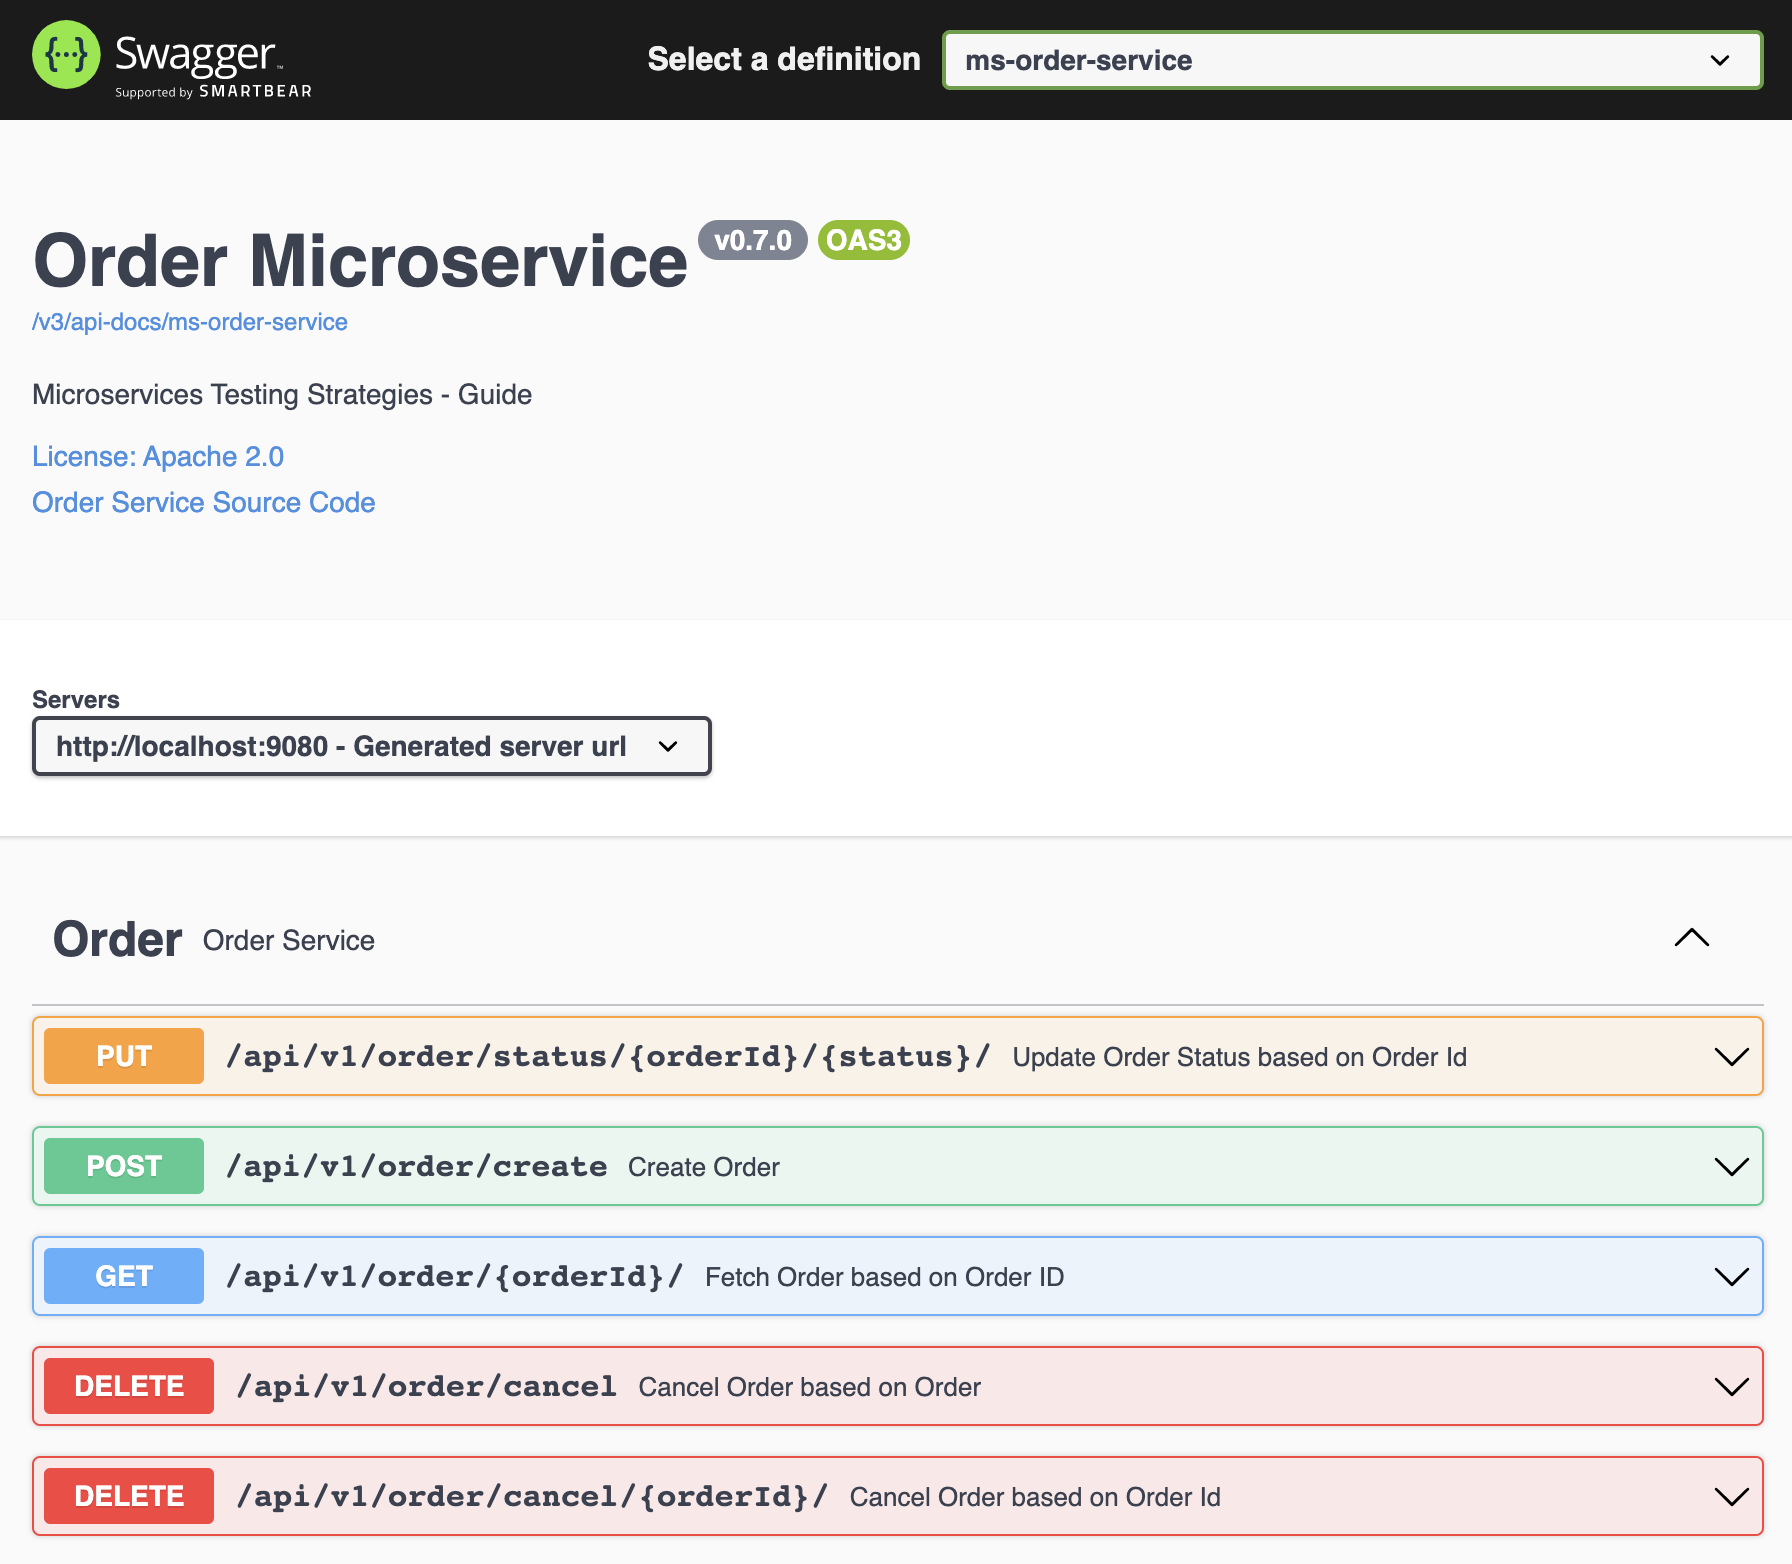 {···} Swagger™
Supported by SMARTBEAR
Select a definition
ms-order-service
Order Microservice v0.7.0 OAS3
/v3/api-docs/ms-order-service
Microservices Testing Strategies - Guide
License: Apache 2.0
Order Service Source Code
Servers
http://localhost:9080 - Generated server url
Order Order Service
PUT /api/v1/order/status/{orderId}/{status}/ Update Order Status based on Order Id
POST /api/v1/order/create Create Order
GET /api/v1/order/{orderId}/ Fetch Order based on Order ID
DELETE /api/v1/order/cancel Cancel Order based on Order
DELETE /api/v1/order/cancel/{orderId}/ Cancel Order based on Order Id